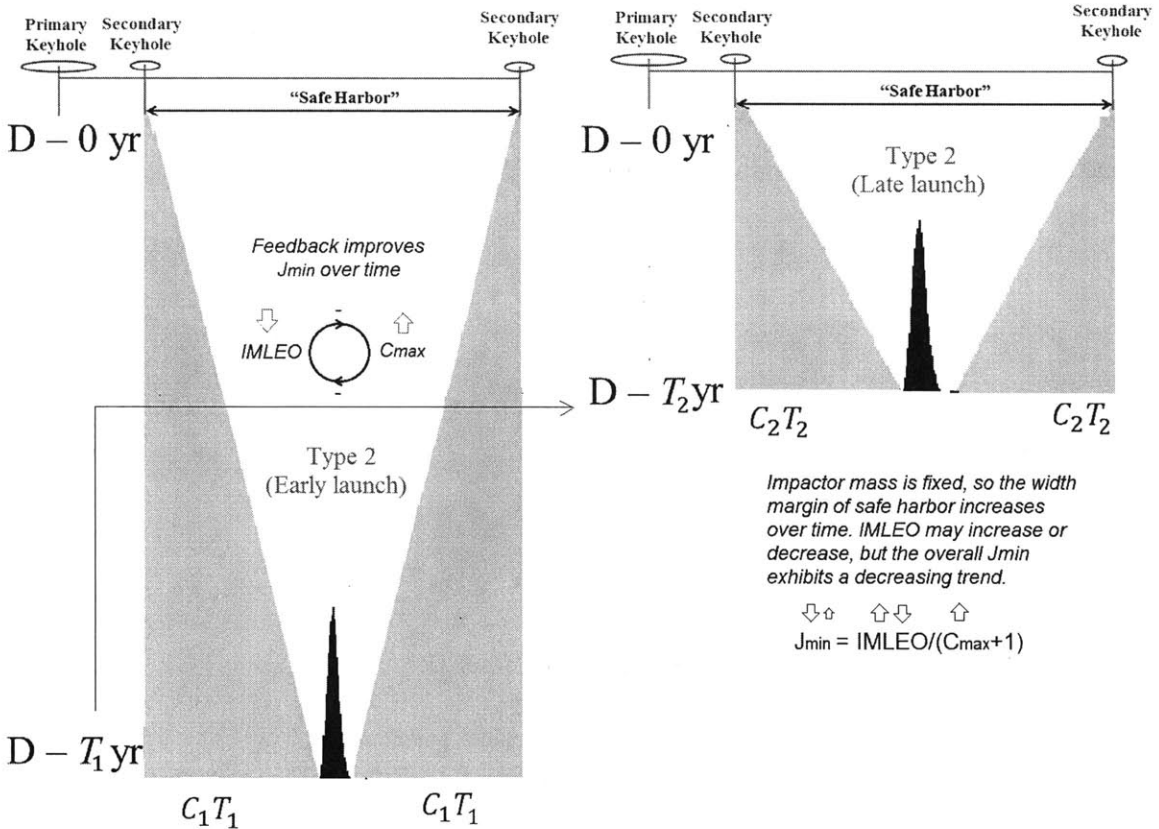 Primary
Keyhole
Secondary
Keyhole
Secondary
Keyhole
"Safe Harbor"
D – 0 yr
Feedback improves
Jmin over time
-
IMLEO
Cmax
-
Type 2
(Early launch)
D – T₁ yr
C₁T₁
C₁T₁
Primary
Keyhole
Secondary
Keyhole
Secondary
Keyhole
"Safe Harbor"
D – 0 yr
Type 2
(Late launch)
D – T₂yr
C₂T₂
C₂T₂
Impactor mass is fixed, so the width
margin of safe harbor increases
over time. IMLEO may increase or
decrease, but the overall Jmin
exhibits a decreasing trend.
Jmin = IMLEO/(Cmax+1)